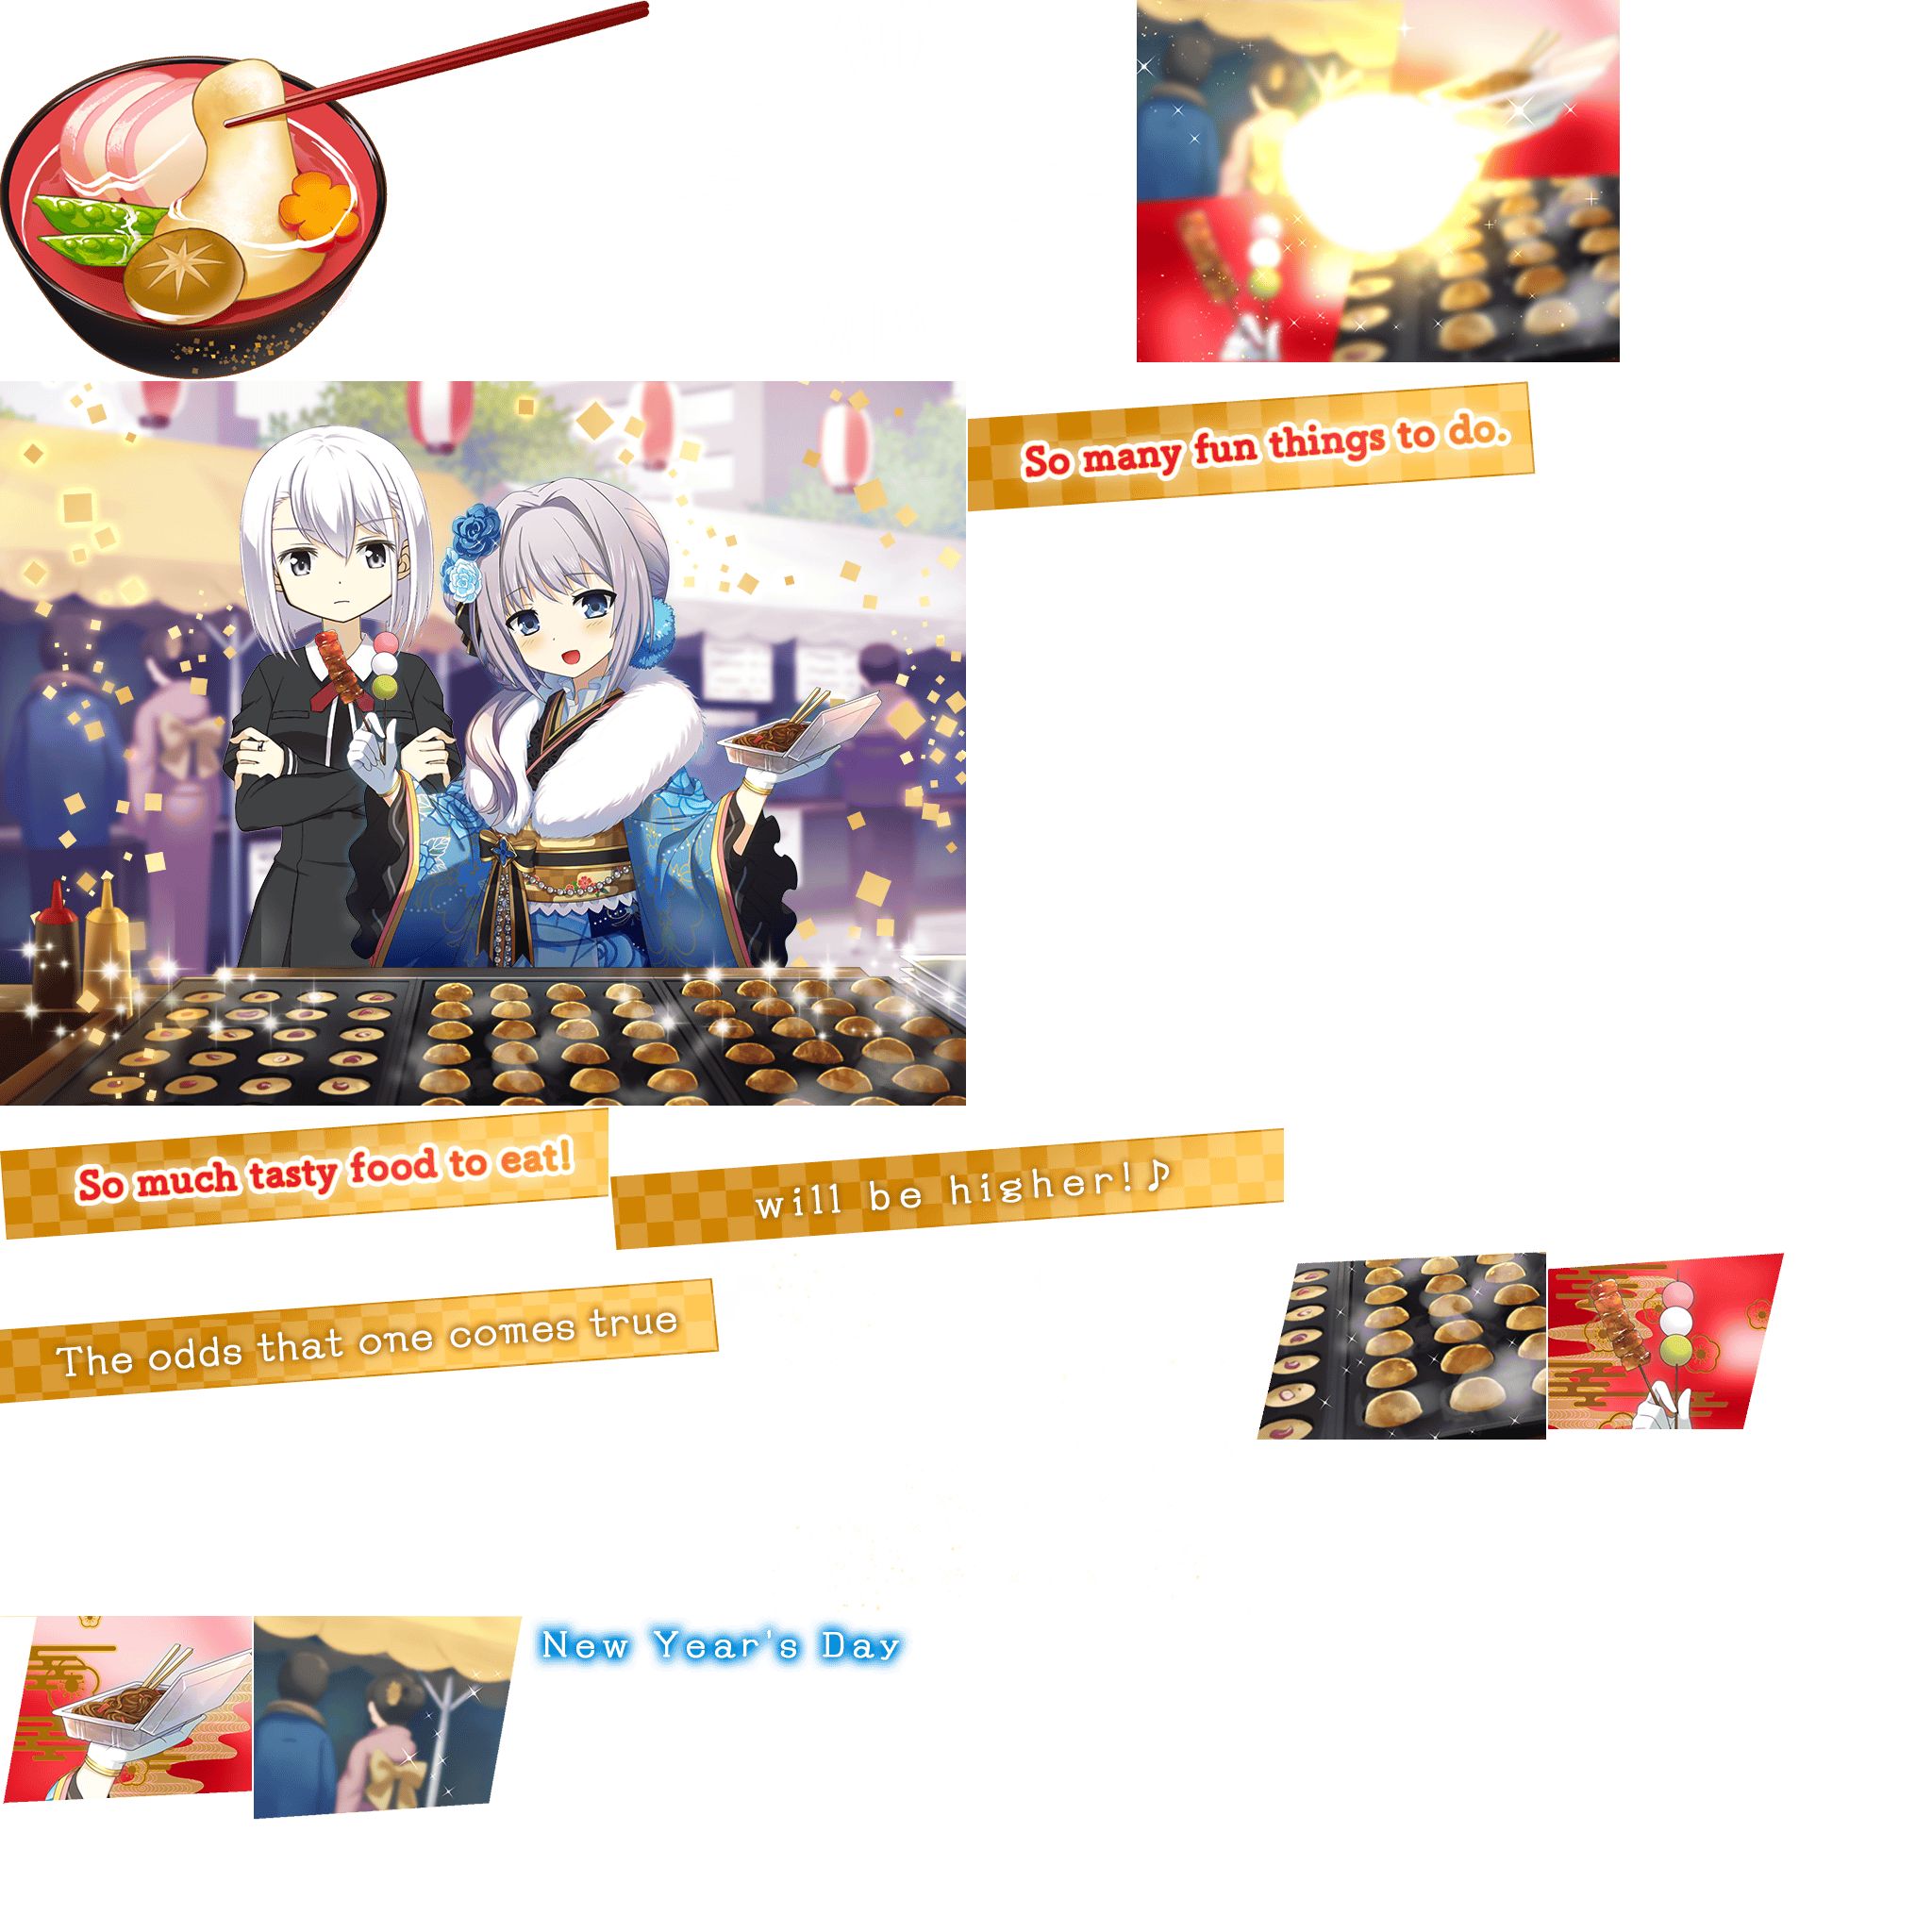 So many fun things to do.
So much tasty food to eat!
will be higher!♪
The odds that one comes true
New Year's Day